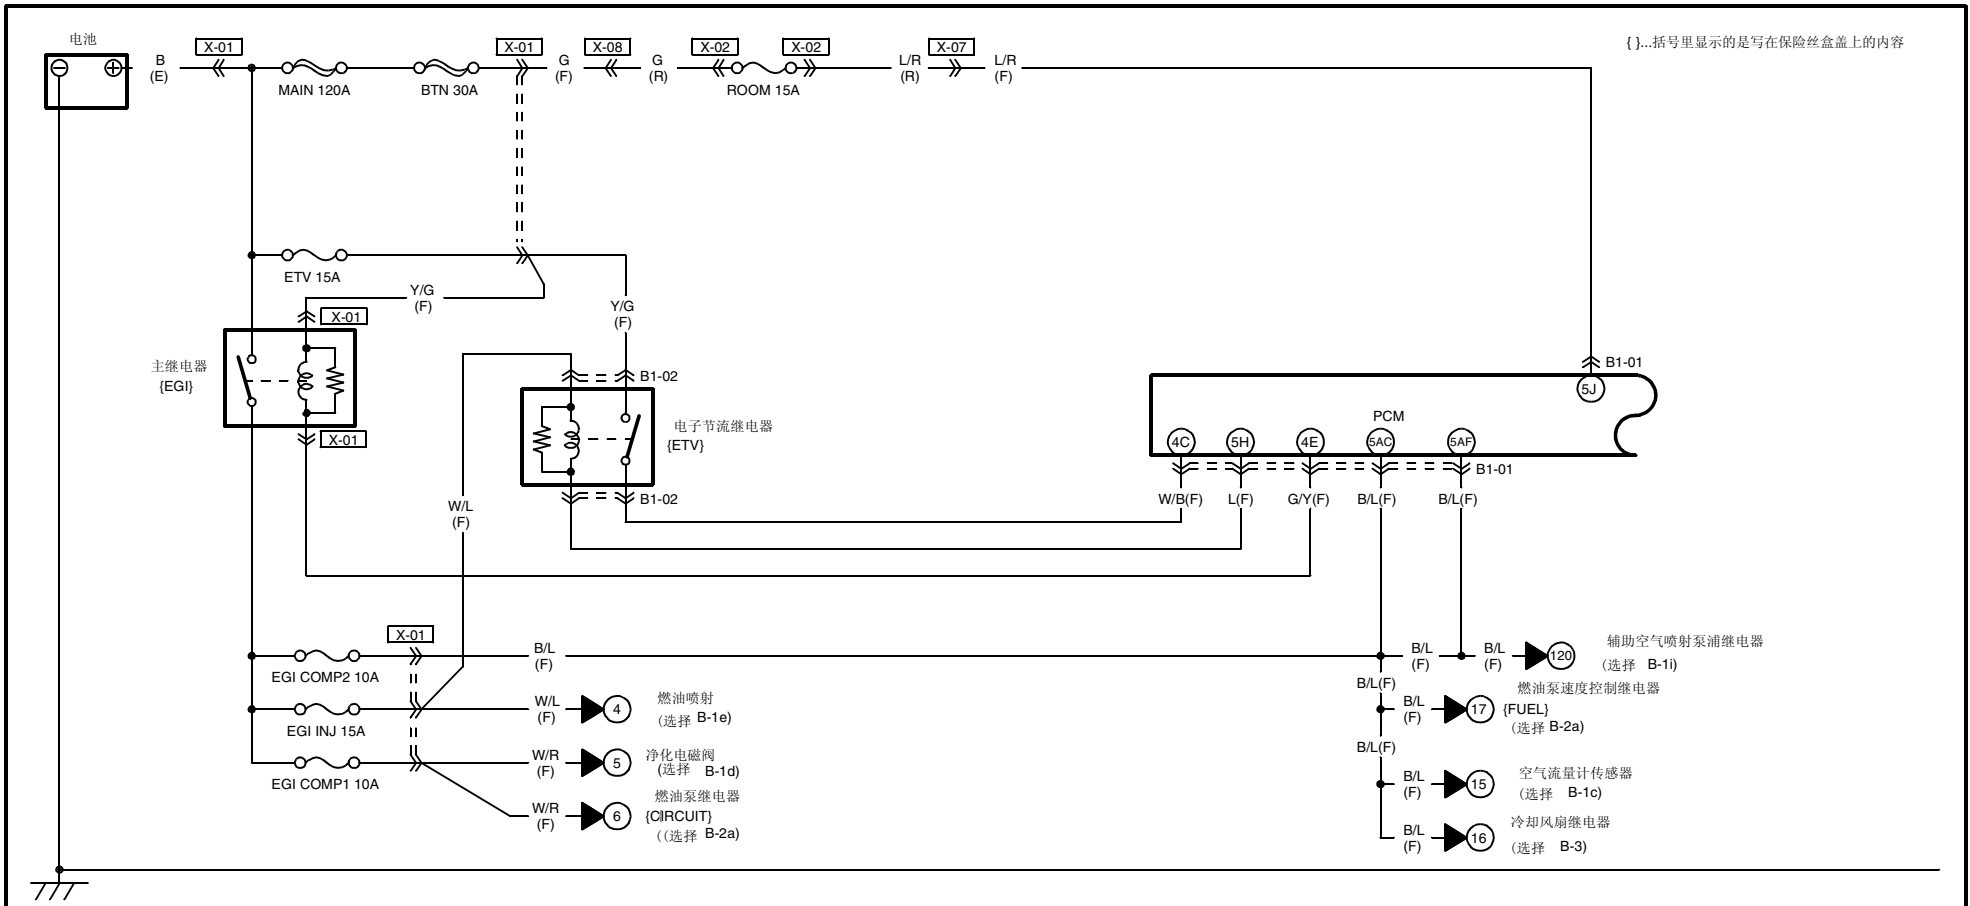 电池
{ }...括号里显示的是写在保险丝盒盖上的内容
B
(E)
X-01
MAIN 120A
BTN 30A
X-01
G
(F)
X-08
G
(R)
X-02
ROOM 15A
X-02
L/R
(R)
X-07
L/R
(F)
ETV 15A
Y/G
(F)
Y/G
(F)
X-01
主继电器
{EGI}
X-01
B1-02
电子节流继电器
{ETV}
B1-02
W/L
(F)
B1-01
5J
PCM
4C
5H
4E
5AC
5AF
B1-01
W/B(F)
L(F)
G/Y(F)
B/L(F)
B/L(F)
X-01
EGI COMP2 10A
B/L
(F)
EGI INJ 15A
W/L
(F)
4
燃油喷射
(选择 B-1e)
EGI COMP1 10A
W/R
(F)
5
净化电磁阀
(选择 B-1d)
W/R
(F)
6
燃油泵继电器
{CIRCUIT}
((选择 B-2a)
B/L
(F)
B/L
(F)
120
辅助空气喷射泵浦继电器
(选择 B-1i)
B/L(F)
B/L
(F)
17
燃油泵速度控制继电器
{FUEL}
(选择 B-2a)
B/L(F)
B/L
(F)
15
空气流量计传感器
(选择 B-1c)
B/L
(F)
16
冷却风扇继电器
(选择 B-3)